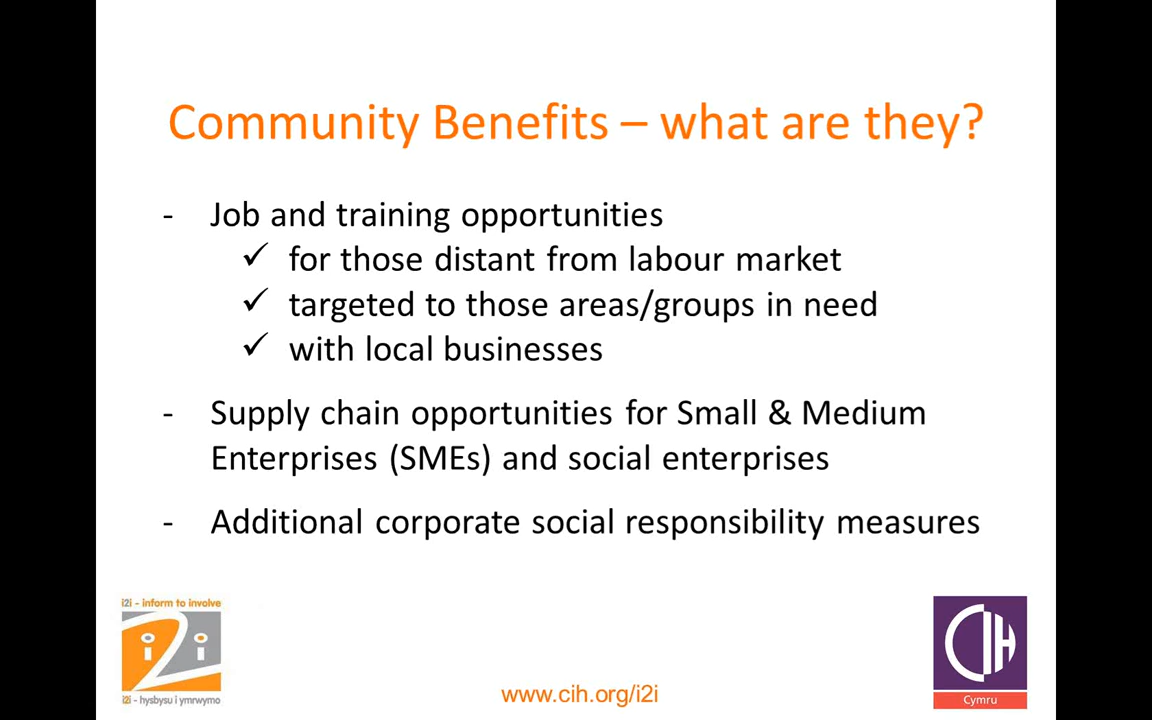 Community Benefits – what are they?
- Job and training opportunities
✓ for those distant from labour market
✓ targeted to those areas/groups in need
✓ with local businesses
- Supply chain opportunities for Small & Medium
Enterprises (SMEs) and social enterprises
- Additional corporate social responsibility measures
i2i - inform to involve
i2i
i2i - hysbysu i ymrwymo
www.cih.org/i2i
CIH
Cymru